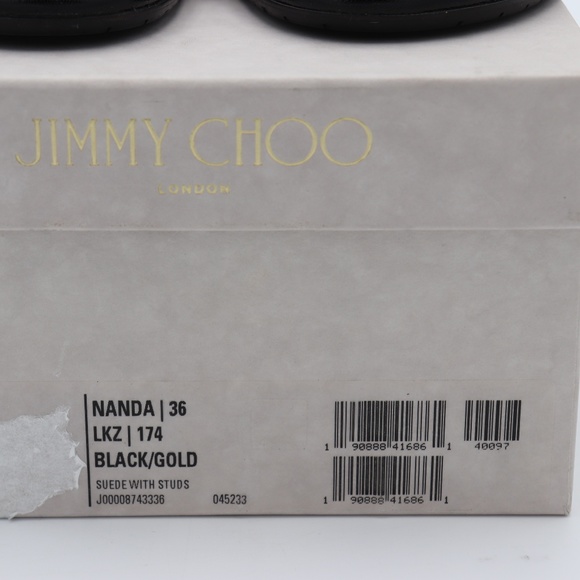 JIMMY CHOO
LONDON
NANDA | 36
LKZ | 174
BLACK/GOLD
SUEDE WITH STUDS
J00008743336 045233
1 90888 41686 1
40097
1 90888 41686 1